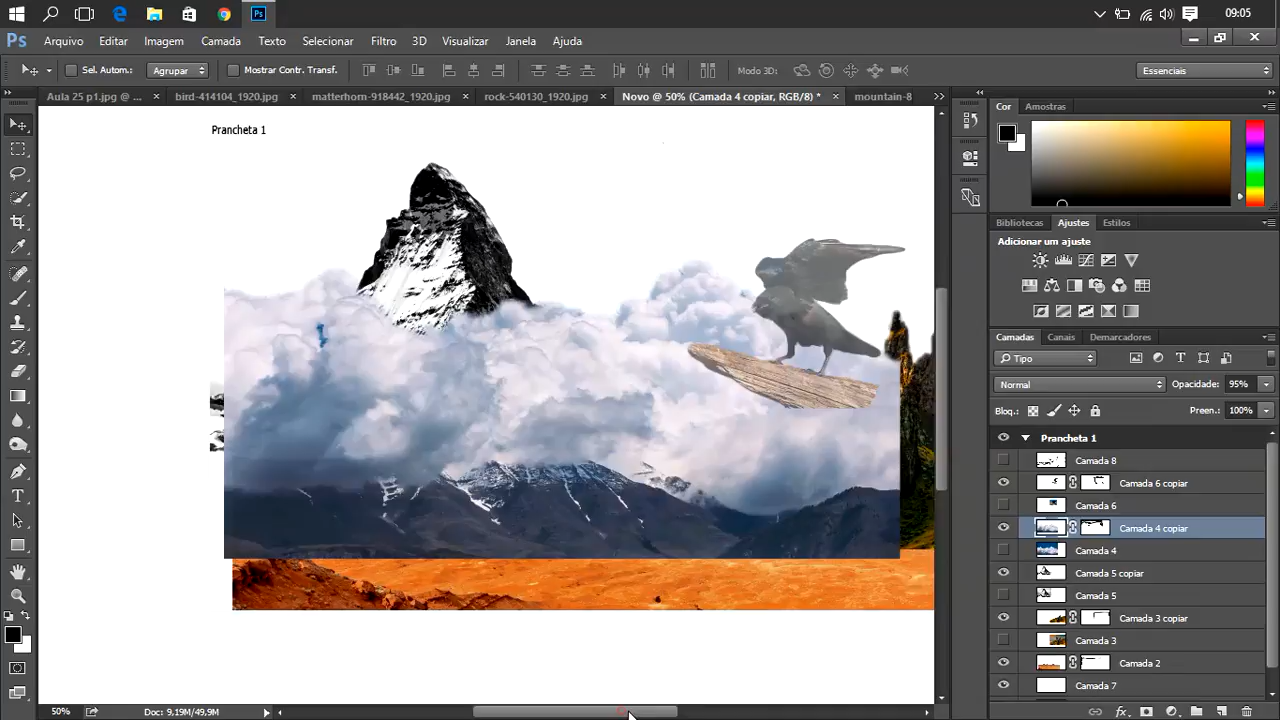 09:05
Ps
Arquivo Editar Imagem Camada Texto Selecionar Filtro 3D Visualizar Janela Ajuda
Sel. Autom.: Agrupar Mostrar Contr. Transf. Modo 3D: Essenciais
Aula 25 p1.jpg @ ... × bird-414104_1920.jpg × matterhorn-918442_1920.jpg × rock-540130_1920.jpg × Novo @ 50% (Camada 4 copiar, RGB/8) * × mountain-8
Cor Amostras
Prancheta 1
Bibliotecas Ajustes Estilos
Adicionar um ajuste
Camadas Canais Demarcadores
Tipo
Normal Opacidade: 95%
Bloq.: Preen.: 100%
Prancheta 1
Camada 8
Camada 6 copiar
Camada 6
Camada 4 copiar
Camada 4
Camada 5 copiar
Camada 5
Camada 3 copiar
Camada 3
Camada 2
Camada 7
50% Doc: 9,19M/49,9M